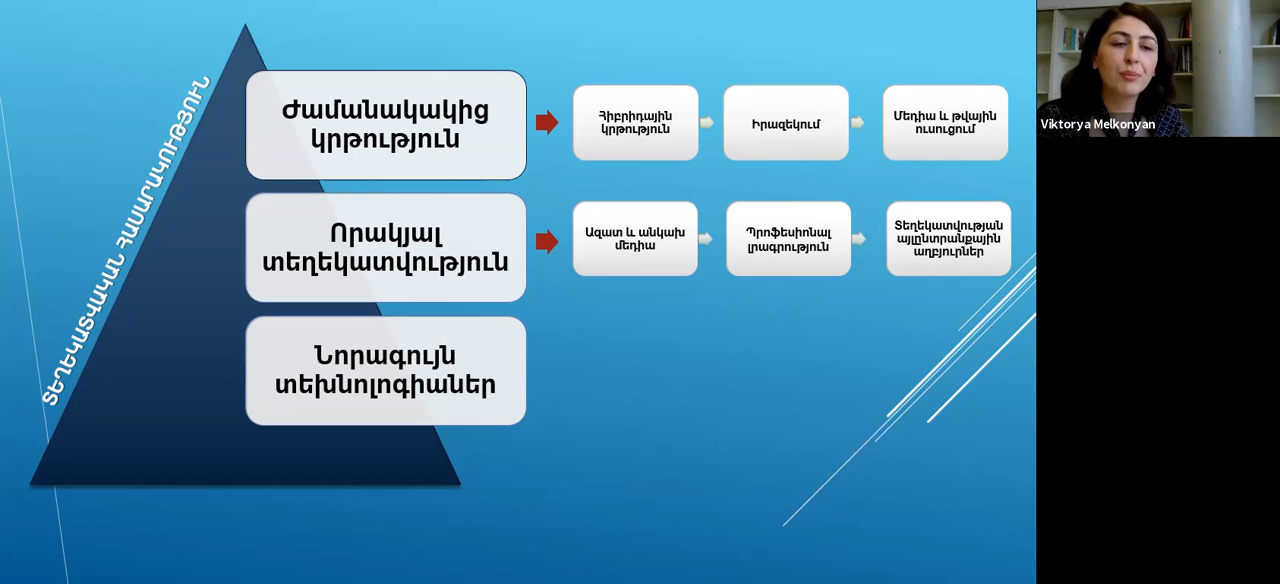 ՏԵՂԵԿԱՏՎԱԿԱՆ ՀԱՍԱՐԱԿՈՒԹՅՈՒՆ
Ժամանակակից
կրթություն
Հիբրիդային
կրթություն
Իրազեկում
Մեդիա և թվային
ուսուցում
Որակյալ
տեղեկատվություն
Ազատ և անկախ
մեդիա
Պրոֆեսիոնալ
լրագրություն
Տեղեկատվության
այլընտրանքային
աղբյուրներ
Նորագույն
տեխնոլոգիաներ
Viktorya Melkonyan